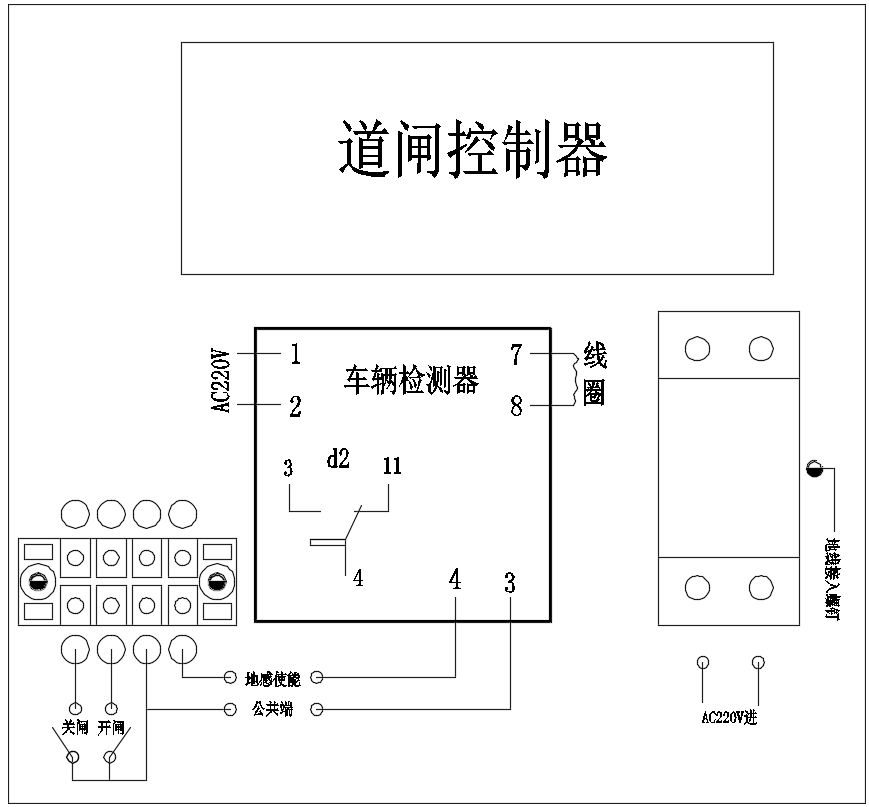 道闸控制器
AC220V
1
2
车辆检测器
7
8
线圈
3
d2
11
4
4
3
地线接入螺钉
地感使能
公共端
关闸
开闸
AC220V进